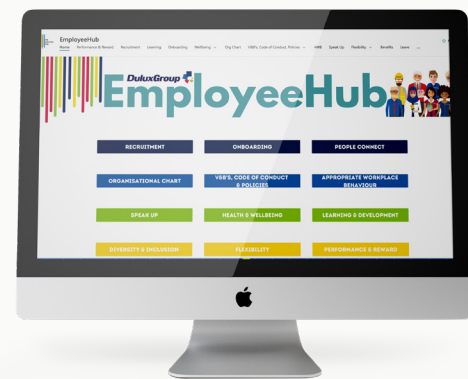 EmployeeHub
Home Performance & Reward Recruitment Learning Onboarding Wellbeing Org Chart V&B's, Code of Conduct, Policies HIRE Speak Up Flexibility Benefits Leave ...
DuluxGroup
EmployeeHub
RECRUITMENT ONBOARDING PEOPLE CONNECT
ORGANISATIONAL CHART V&B'S, CODE OF CONDUCT & POLICIES APPROPRIATE WORKPLACE BEHAVIOUR
SPEAK UP HEALTH & WELLBEING LEARNING & DEVELOPMENT
DIVERSITY & INCLUSION FLEXIBILITY PERFORMANCE & REWARD